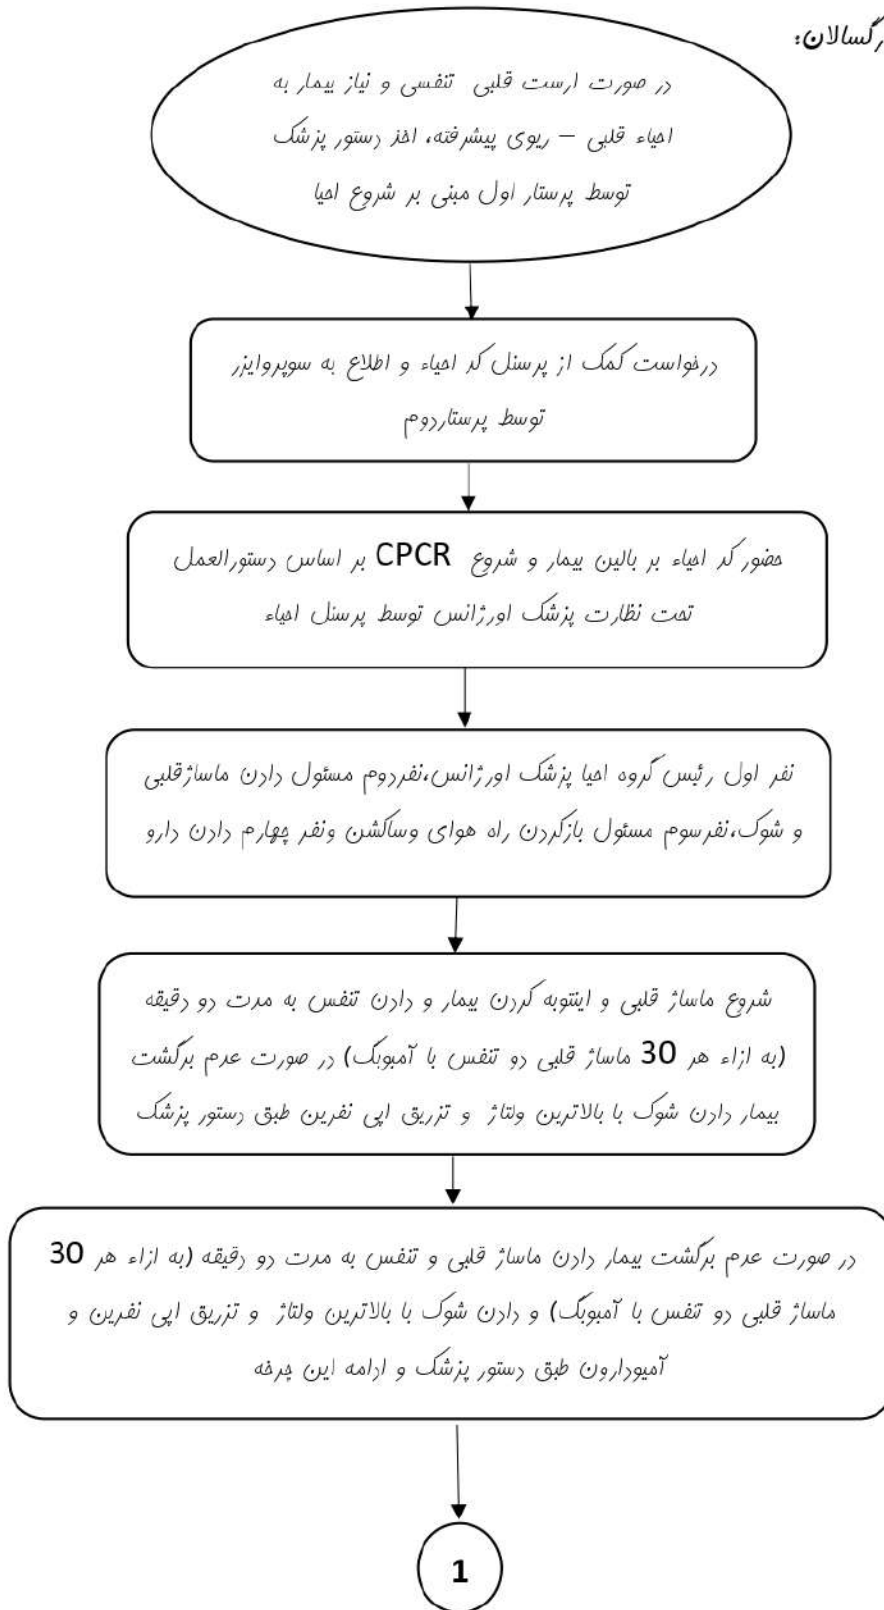 رگسالان:
در صورت ارست قلبی تنفسی و نیاز بیمار به
احیاء قلبی – ریوی پیشرفته، اخذ دستور پزشک
توسط پرستار اول مبنی بر شروع احیا
درخواست کمک از پرسنل کد احیاء و اطلاع به سوپروایزر
توسط پرستاردوم
حضور کد احیاء بر بالین بیمار و شروع CPCR بر اساس دستورالعمل
تحت نظارت پزشک اورژانس توسط پرسنل احیاء
نفر اول رئیس گروه احیا پزشک اورژانس،نفردوم مسئول دادن ماساژقلبی
و شوک،نفرسوم مسئول بازکردن راه هوای وساکشن ونفر چهارم دادن دارو
شروع ماساژ قلبی و اینتوبه کردن بیمار و دادن تنفس به مدت دو دقیقه
(به ازاء هر 30 ماساژ قلبی دو تنفس با آمبوبگ) در صورت عدم برگشت
بیمار دادن شوک با بالاترین ولتاژ و تزریق اپی نفرین طبق دستور پزشک
در صورت عدم برگشت بیمار دادن ماساژ قلبی و تنفس به مدت دو دقیقه (به ازاء هر 30
ماساژ قلبی دو تنفس با آمبوبگ) و دادن شوک با بالاترین ولتاژ و تزریق اپی نفرین و
آمیودارون طبق دستور پزشک و ادامه این چرخه
1